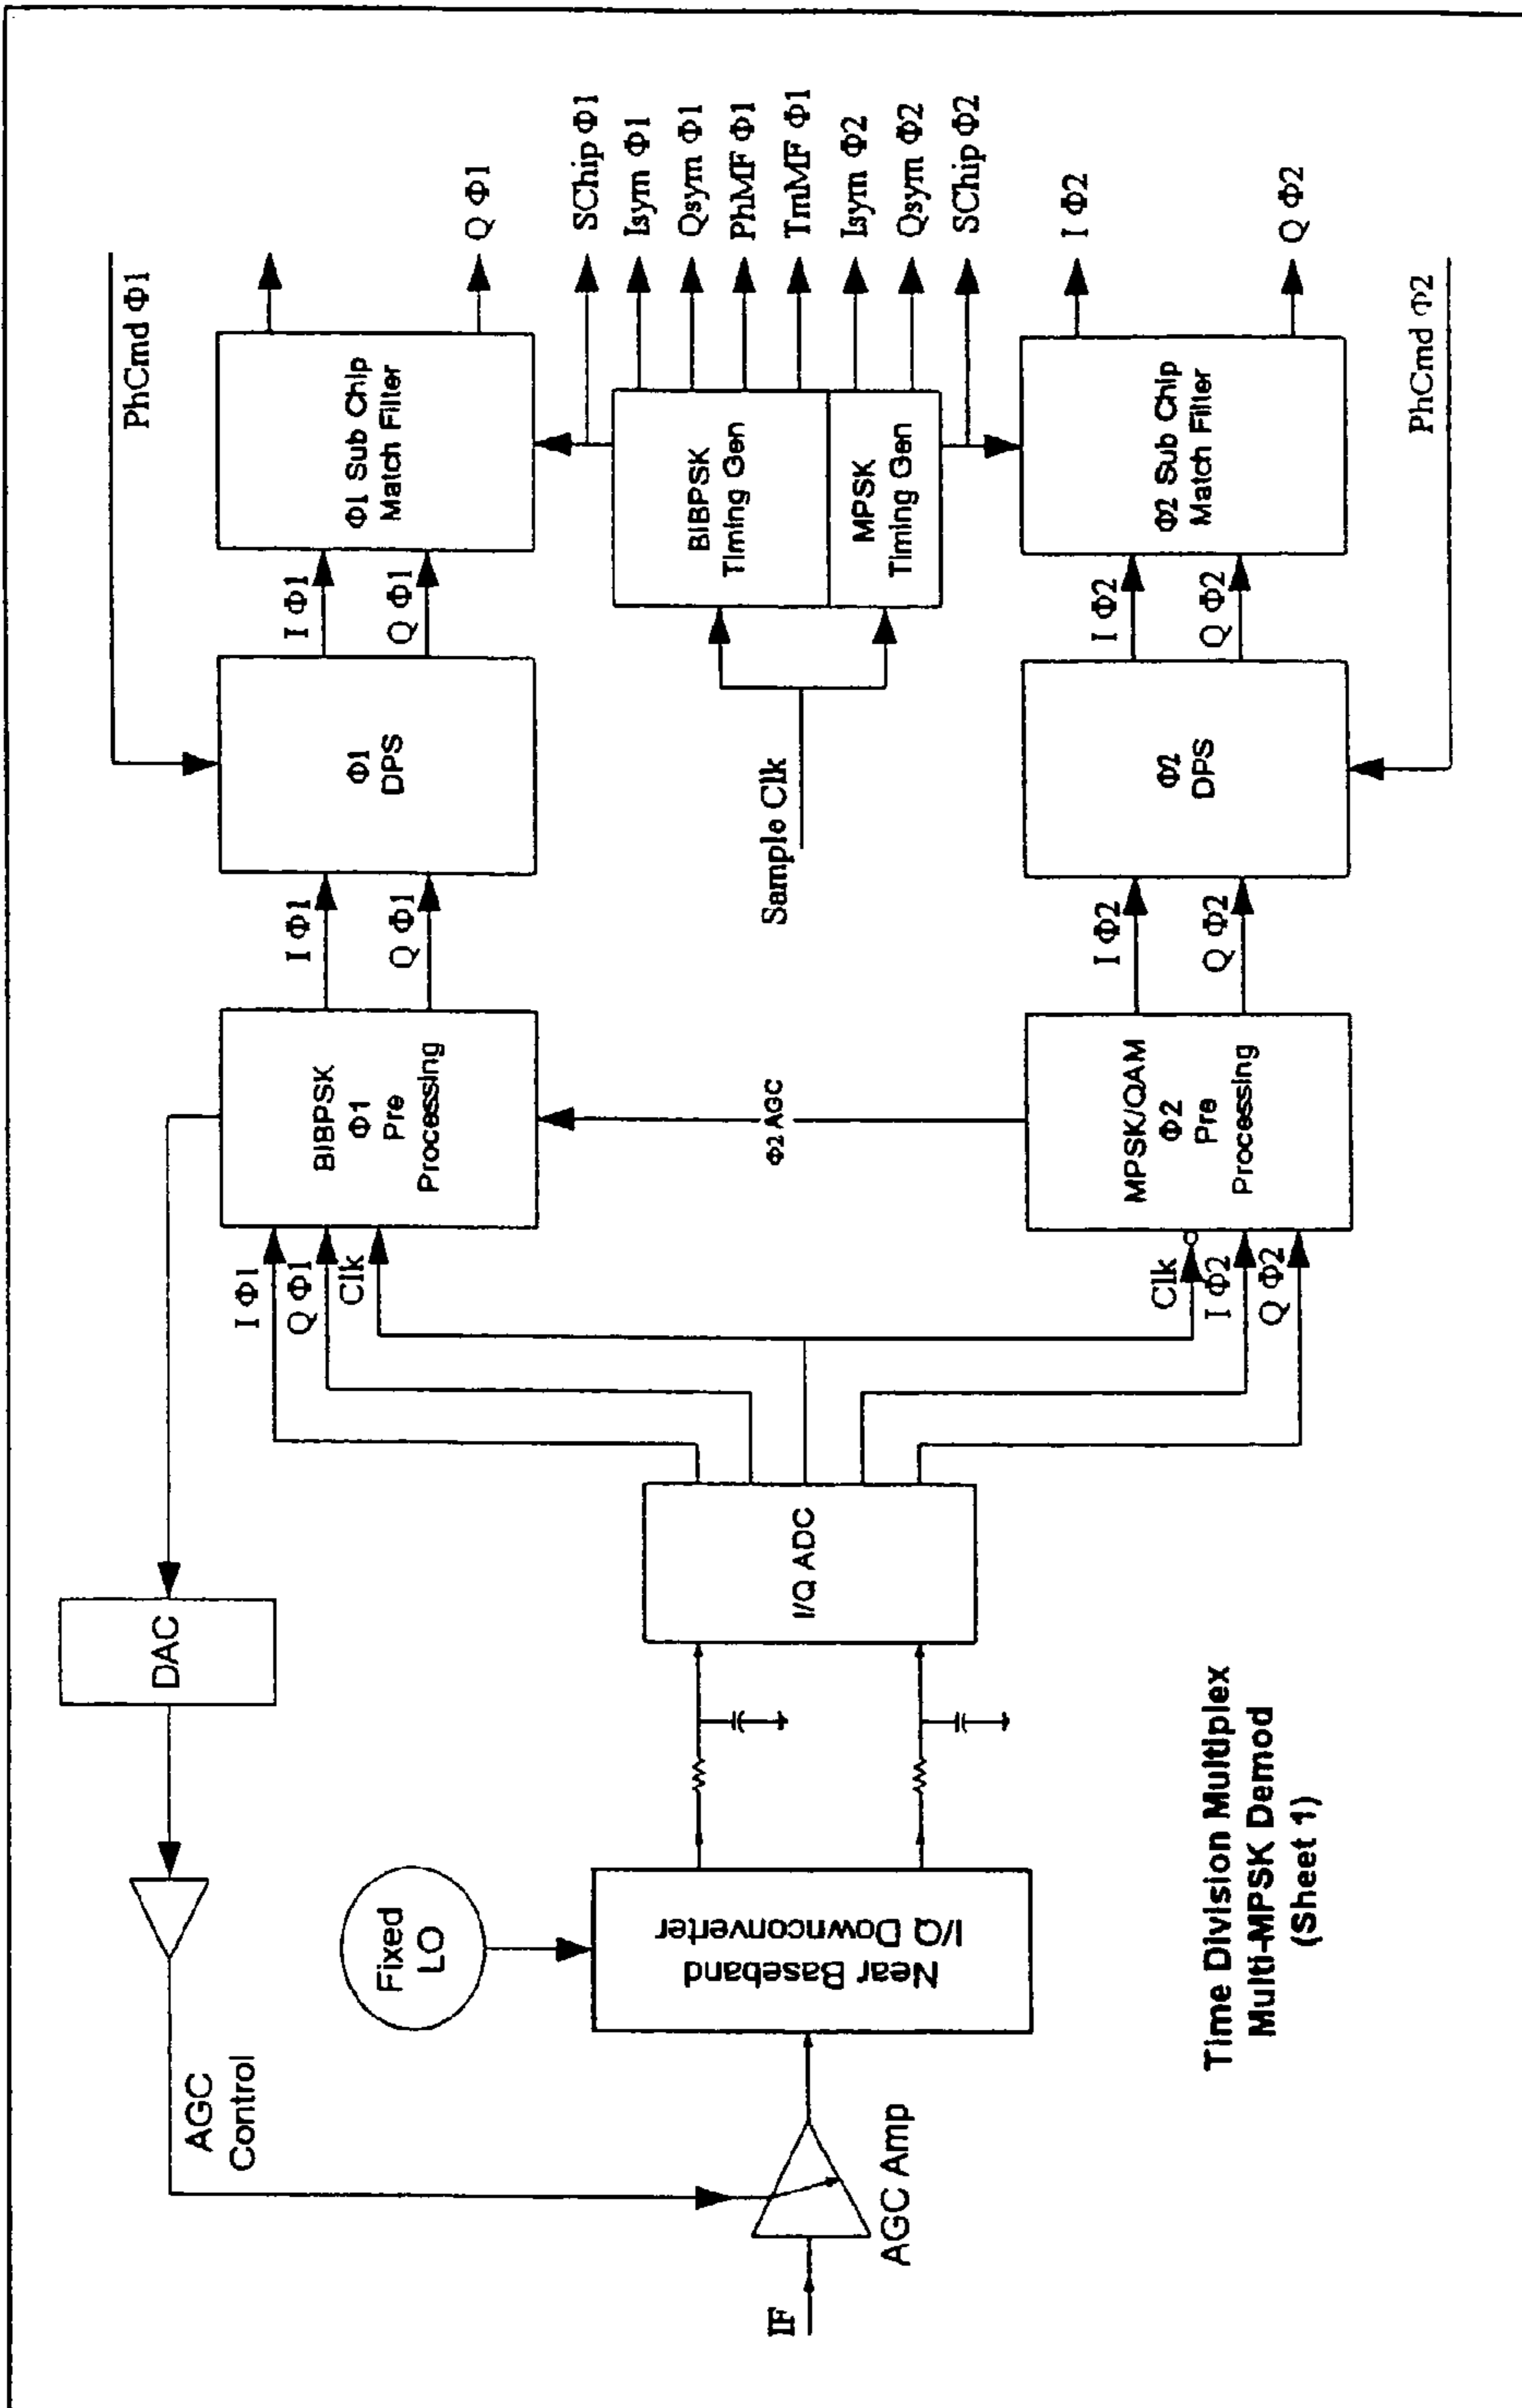 IF
AGC Amp
AGC
Control
DAC
Fixed
LO
Near Baseband
I/Q Downconverter
I/Q ADC
I Φ1
Q Φ1
Clk
Clk
I Φ2
Q Φ2
BIBPSK
Φ1
Pre
Processing
Φ2 AGC
MPSK/QAM
Φ2
Pre
Processing
I Φ1
Q Φ1
I Φ2
Q Φ2
PhCmd Φ1
Φ1
DPS
Sample Clk
Φ2
DPS
PhCmd Φ2
I Φ1
Q Φ1
I Φ2
Q Φ2
Φ1 Sub Chip
Match Filter
BIBPSK
Timing Gen
MPSK
Timing Gen
Φ2 Sub Chip
Match Filter
Q Φ1
SChip Φ1
Isym Φ1
Qsym Φ1
PhMF Φ1
TmMF Φ1
Isym Φ2
Qsym Φ2
SChip Φ2
I Φ2
Q Φ2
Time Division Multiplex
Multi-MPSK Demod
(Sheet 1)